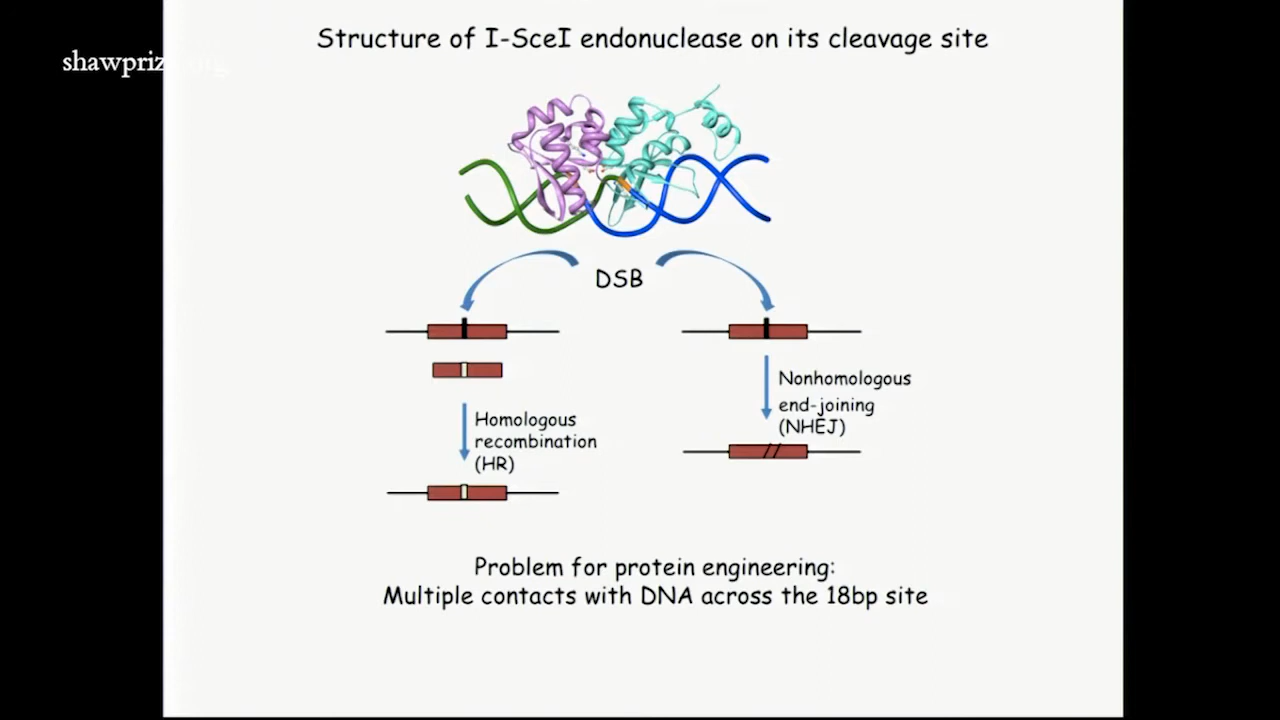 Structure of I-SceI endonuclease on its cleavage site
DSB
Homologous
recombination
(HR)
Nonhomologous
end-joining
(NHEJ)
Problem for protein engineering:
Multiple contacts with DNA across the 18bp site